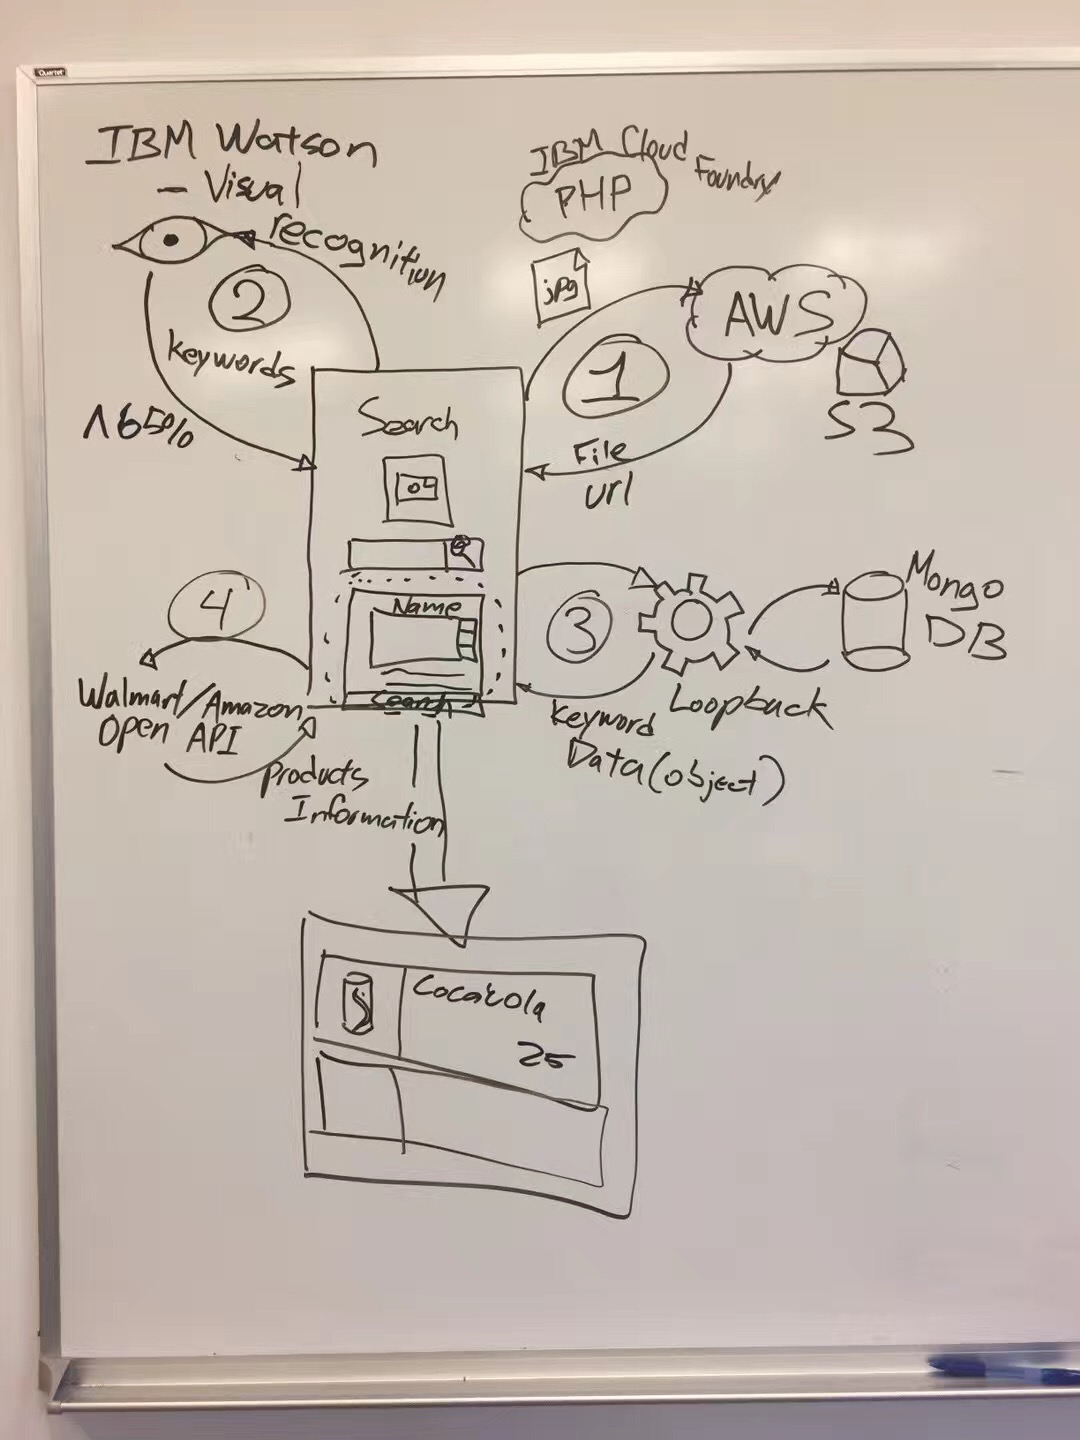 Quartet
IBM Watson
- Visual
recognition
2
Keywords
^65%
IBM Cloud
Foundry
PHP
jpg
1
AWS
S3
File
url
Search
Name
Search
3
Keyword
Data (object)
Loopback
Mongo
DB
4
Walmart/Amazon
Open API
Products
Information
Cocacola
25